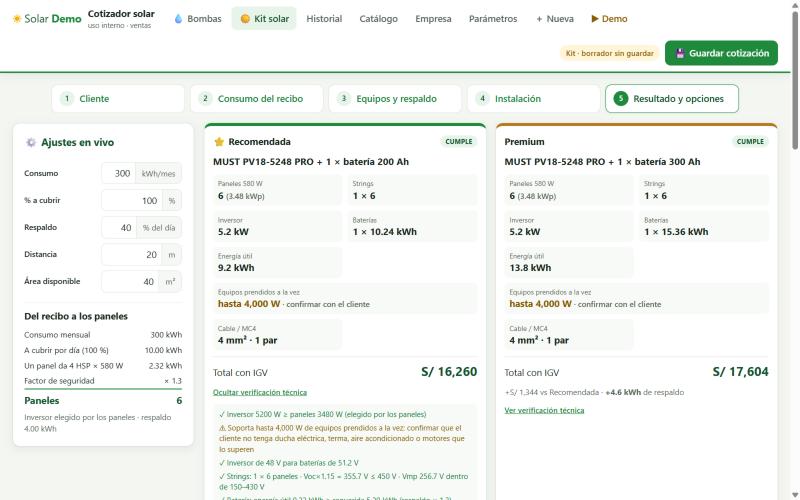 Solar Demo
Cotizador solar
uso interno · ventas
Bombas
Kit solar
Historial
Catálogo
Empresa
Parámetros
+ Nueva
Demo
Kit · borrador sin guardar
Guardar cotización
1 Cliente
2 Consumo del recibo
3 Equipos y respaldo
4 Instalación
5 Resultado y opciones
Ajustes en vivo
Consumo 300 kWh/mes
% a cubrir 100 %
Respaldo 40 % del día
Distancia 20 m
Área disponible 40 m²
Del recibo a los paneles
Consumo mensual 300 kWh
A cubrir por día (100 %) 10.00 kWh
Un panel da 4 HSP × 580 W 2.32 kWh
Factor de seguridad × 1.3
Paneles 6
Inversor elegido por los paneles · respaldo
4.00 kWh
Recomendada CUMPLE
MUST PV18-5248 PRO + 1 × batería 200 Ah
Paneles 580 W
6 (3.48 kWp)
Strings
1 × 6
Inversor
5.2 kW
Baterías
1 × 10.24 kWh
Energía útil
9.2 kWh
Equipos prendidos a la vez
hasta 4,000 W · confirmar con el cliente
Cable / MC4
4 mm² · 1 par
Total con IGV S/ 16,260
Ocultar verificación técnica
✓ Inversor 5200 W ≥ paneles 3480 W (elegido por los paneles)
⚠ Soporta hasta 4,000 W de equipos prendidos a la vez: confirmar que el
cliente no tenga ducha eléctrica, terma, aire acondicionado o motores que
lo superen
✓ Inversor de 48 V para baterías de 51.2 V
✓ Strings: 1 × 6 paneles · Voc×1.15 = 355.7 V ≤ 450 V · Vmp 256.7 V dentro
de 150–430 V
Premium CUMPLE
MUST PV18-5248 PRO + 1 × batería 300 Ah
Paneles 580 W
6 (3.48 kWp)
Strings
1 × 6
Inversor
5.2 kW
Baterías
1 × 15.36 kWh
Energía útil
13.8 kWh
Equipos prendidos a la vez
hasta 4,000 W · confirmar con el cliente
Cable / MC4
4 mm² · 1 par
Total con IGV S/ 17,604
+S/ 1,344 vs Recomendada · +4.6 kWh de respaldo
Ver verificación técnica